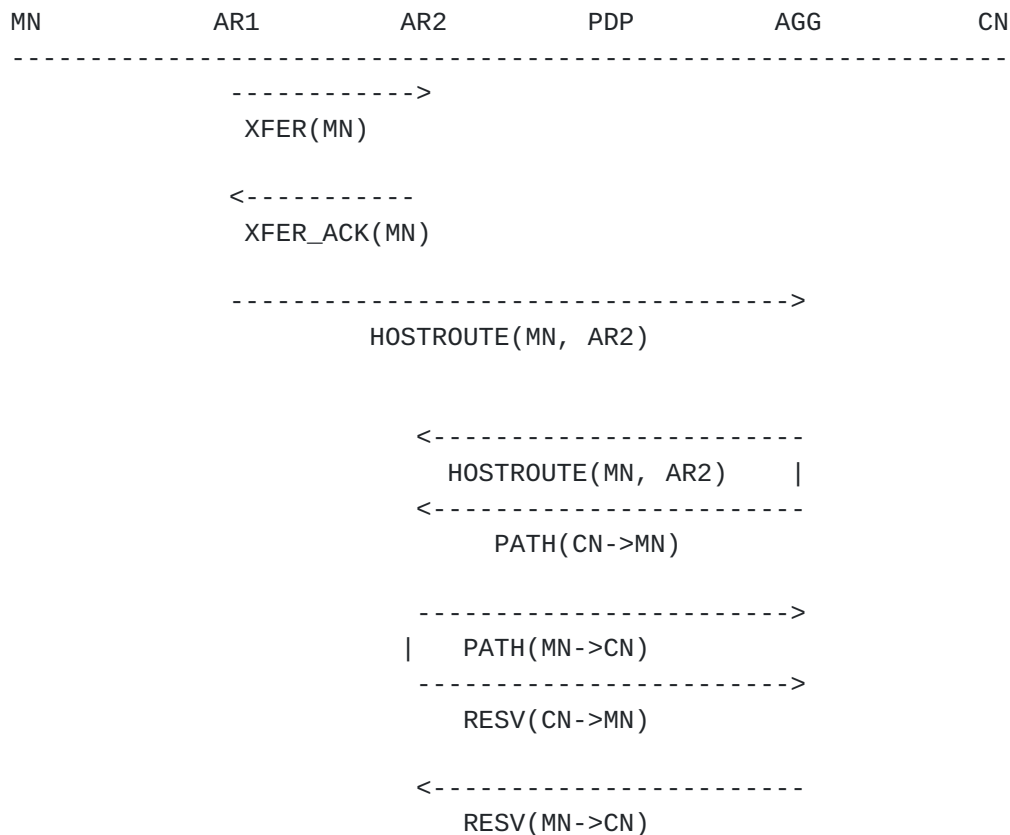 MN AR1 AR2 PDP AGG CN
----------------------------------------------------------------
------------>
XFER(MN)
<-----------
XFER_ACK(MN)
------------------------------------>
HOSTROUTE(MN, AR2)
<------------------------
HOSTROUTE(MN, AR2) |
<------------------------
PATH(CN->MN)
------------------------>
| PATH(MN->CN)
------------------------>
RESV(CN->MN)
<------------------------
RESV(MN->CN)